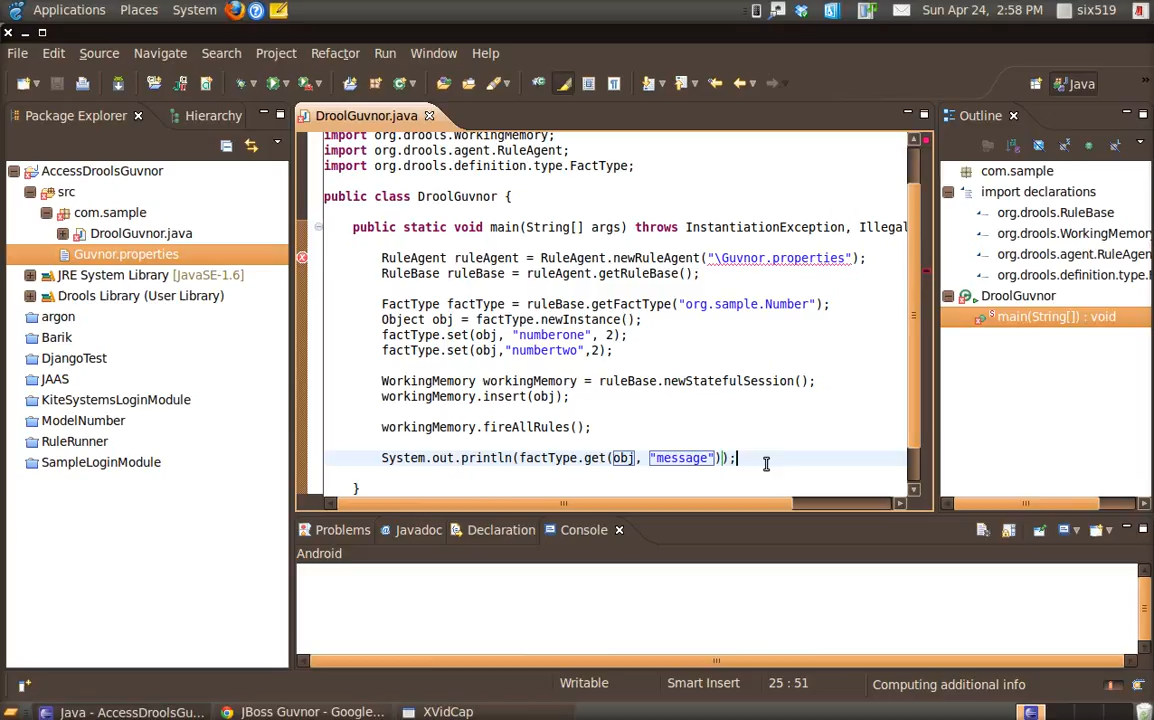 Applications Places System Sun Apr 24, 2:58 PM six519
File Edit Source Navigate Search Project Refactor Run Window Help
Java
Package Explorer Hierarchy DroolGuvnor.java Outline
AccessDroolsGuvnor
src
com.sample
DroolGuvnor.java
Guvnor.properties
JRE System Library [JavaSE-1.6]
Drools Library (User Library)
argon
Barik
DjangoTest
JAAS
KiteSystemsLoginModule
ModelNumber
RuleRunner
SampleLoginModule
import org.drools.WorkingMemory;
import org.drools.agent.RuleAgent;
import org.drools.definition.type.FactType;
public class DroolGuvnor {
public static void main(String[] args) throws InstantiationException, Illegal
RuleAgent ruleAgent = RuleAgent.newRuleAgent("\Guvnor.properties");
RuleBase ruleBase = ruleAgent.getRuleBase();
FactType factType = ruleBase.getFactType("org.sample.Number");
Object obj = factType.newInstance();
factType.set(obj, "numberone", 2);
factType.set(obj,"numbertwo",2);
WorkingMemory workingMemory = ruleBase.newStatefulSession();
workingMemory.insert(obj);
workingMemory.fireAllRules();
System.out.println(factType.get(obj, "message"));
}
com.sample
import declarations
org.drools.RuleBase
org.drools.WorkingMemory
org.drools.agent.RuleAgen
org.drools.definition.type.F
DroolGuvnor
main(String[]) : void
Problems Javadoc Declaration Console
Android
Writable Smart Insert 25 : 51 Computing additional info
Java - AccessDroolsGu... JBoss Guvnor - Google... XVidCap